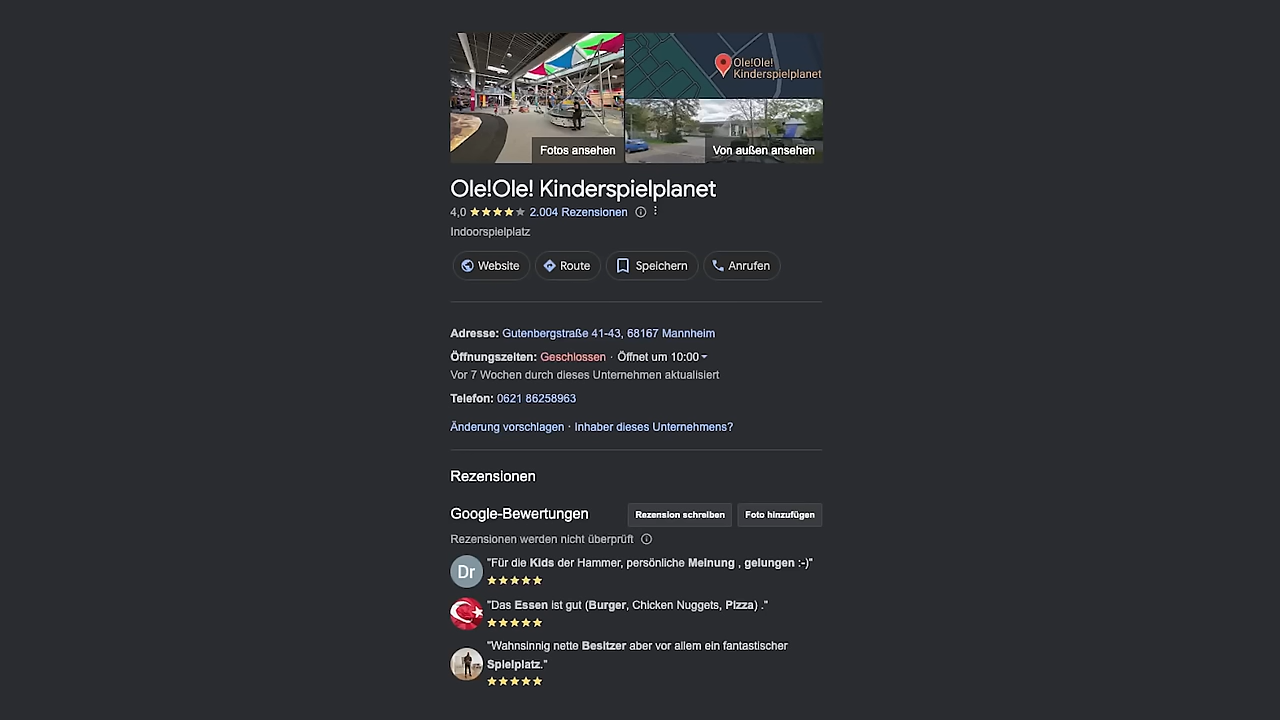 Ole!Ole!
Kinderspielplanet
Fotos ansehen
Von außen ansehen
Ole!Ole! Kinderspielplanet
4,0 2.004 Rezensionen
Indoorspielplatz
Website Route Speichern Anrufen
Adresse: Gutenbergstraße 41-43, 68167 Mannheim
Öffnungszeiten: Geschlossen · Öffnet um 10:00
Vor 7 Wochen durch dieses Unternehmen aktualisiert
Telefon: 0621 86258963
Änderung vorschlagen · Inhaber dieses Unternehmens?
Rezensionen
Google-Bewertungen Rezension schreiben Foto hinzufügen
Rezensionen werden nicht überprüft
Dr
"Für die Kids der Hammer, persönliche Meinung , gelungen :-)"
"Das Essen ist gut (Burger, Chicken Nuggets, Pizza) ."
"Wahnsinnig nette Besitzer aber vor allem ein fantastischer
Spielplatz."